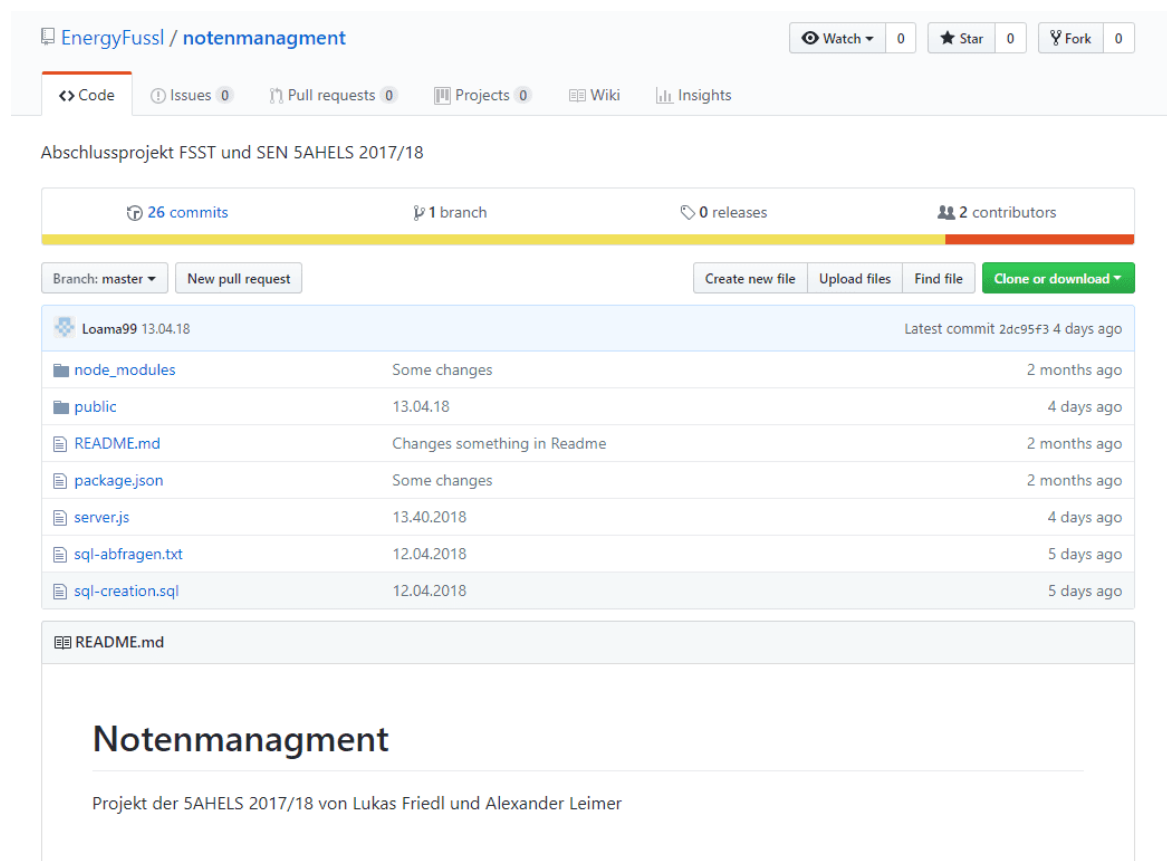 EnergyFussl / notenmanagment
Watch 0 Star 0 Fork 0
Code Issues 0 Pull requests 0 Projects 0 Wiki Insights
Abschlussprojekt FSST und SEN 5AHELS 2017/18
26 commits 1 branch 0 releases 2 contributors
Branch: master New pull request Create new file Upload files Find file Clone or download
Loama99 13.04.18 Latest commit 2dc95f3 4 days ago
node_modules Some changes 2 months ago
public 13.04.18 4 days ago
README.md Changes something in Readme 2 months ago
package.json Some changes 2 months ago
server.js 13.40.2018 4 days ago
sql-abfragen.txt 12.04.2018 5 days ago
sql-creation.sql 12.04.2018 5 days ago
README.md
Notenmanagment
Projekt der 5AHELS 2017/18 von Lukas Friedl und Alexander Leimer